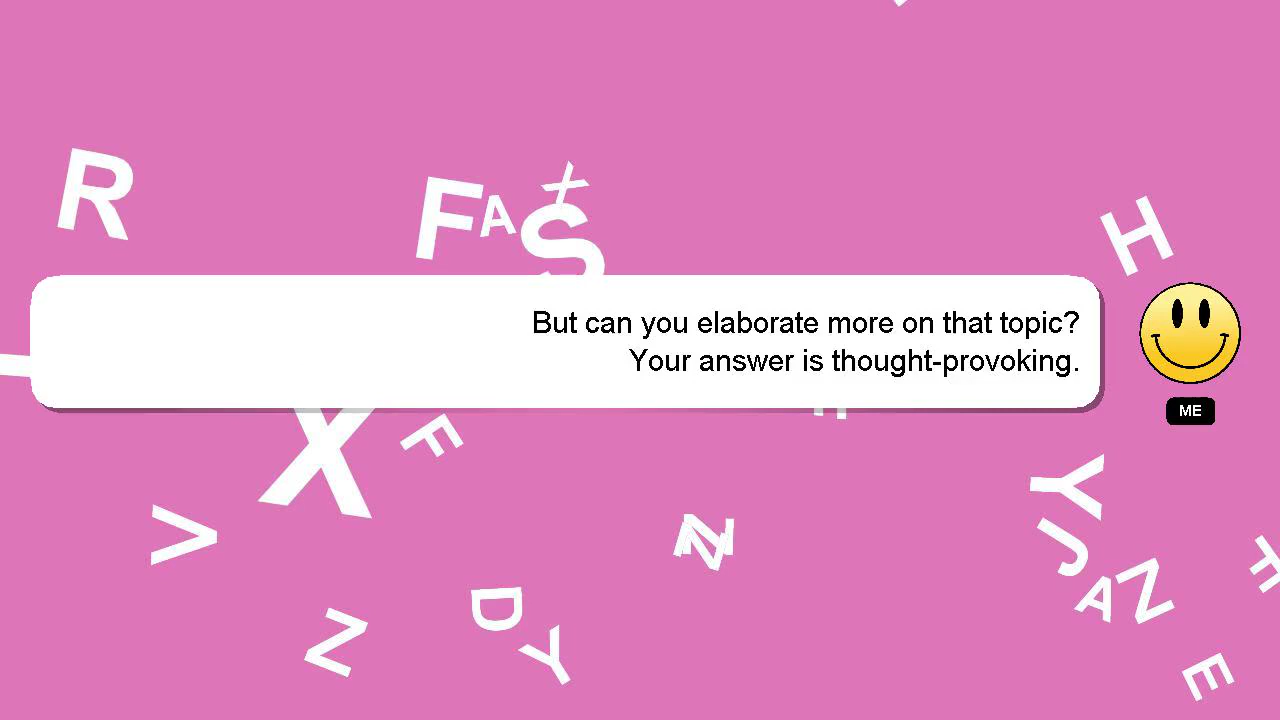 R
F
A
X
S
H
But can you elaborate more on that topic?
Your answer is thought-provoking.
ME
X
F
Y
V
N
Z
J
A
Z
F
D
Y
N
E